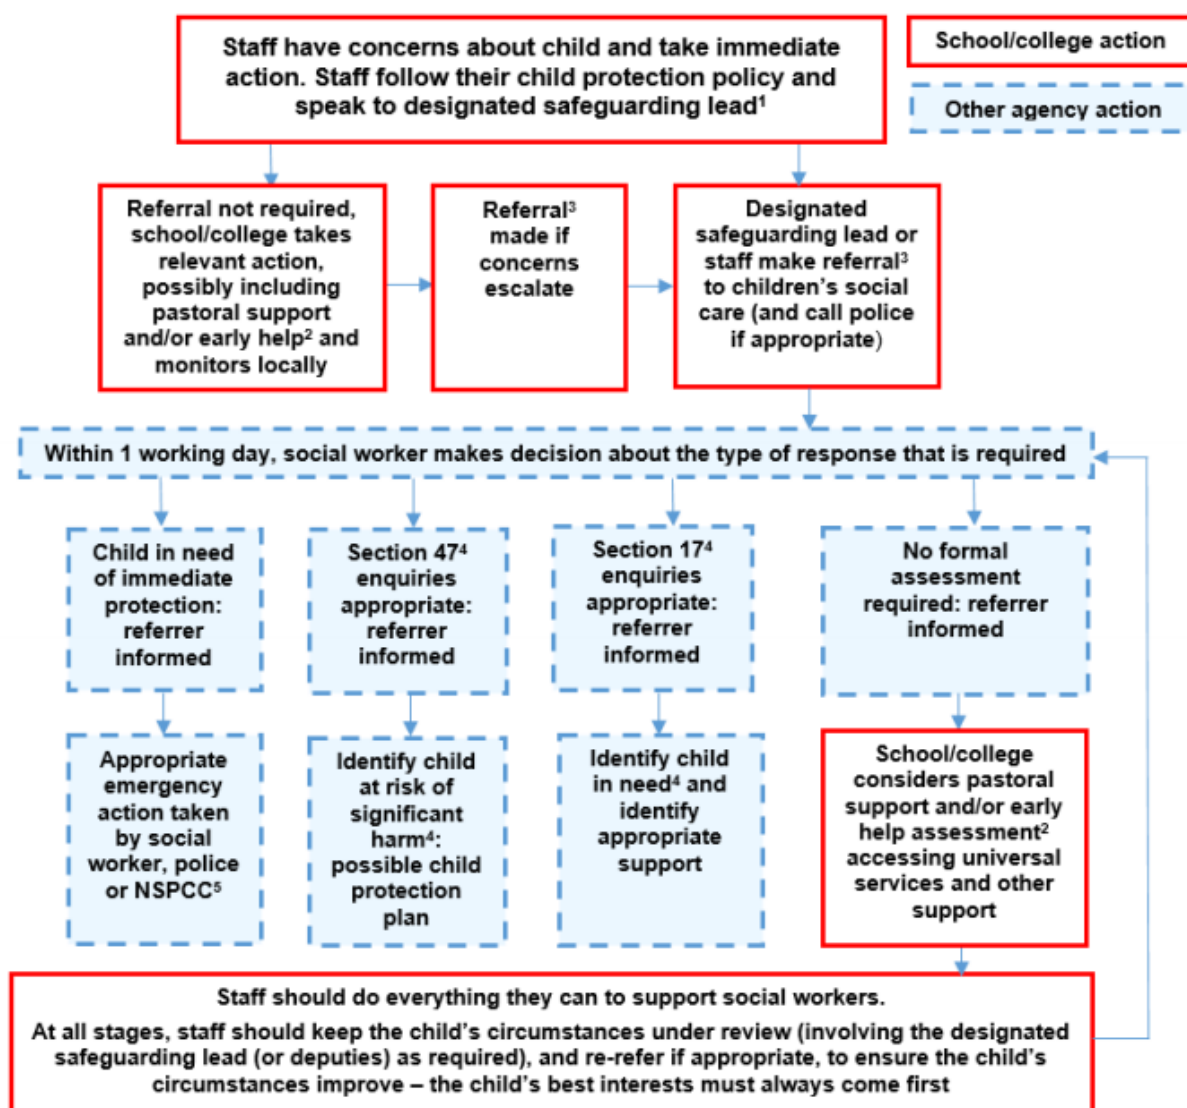 Staff have concerns about child and take immediate
action. Staff follow their child protection policy and
speak to designated safeguarding lead¹
School/college action
Other agency action
Referral not required,
school/college takes
relevant action,
possibly including
pastoral support
and/or early help² and
monitors locally
Referral³
made if
concerns
escalate
Designated
safeguarding lead or
staff make referral³
to children’s social
care (and call police
if appropriate)
Within 1 working day, social worker makes decision about the type of response that is required
Child in need
of immediate
protection:
referrer
informed
Section 47⁴
enquiries
appropriate:
referrer
informed
Section 17⁴
enquiries
appropriate:
referrer
informed
No formal
assessment
required: referrer
informed
Appropriate
emergency
action taken
by social
worker, police
or NSPCC⁵
Identify child
at risk of
significant
harm⁴:
possible child
protection
plan
Identify child
in need⁴ and
identify
appropriate
support
School/college
considers pastoral
support and/or early
help assessment²
accessing universal
services and other
support
Staff should do everything they can to support social workers.
At all stages, staff should keep the child’s circumstances under review (involving the designated
safeguarding lead (or deputies) as required), and re-refer if appropriate, to ensure the child’s
circumstances improve – the child’s best interests must always come first